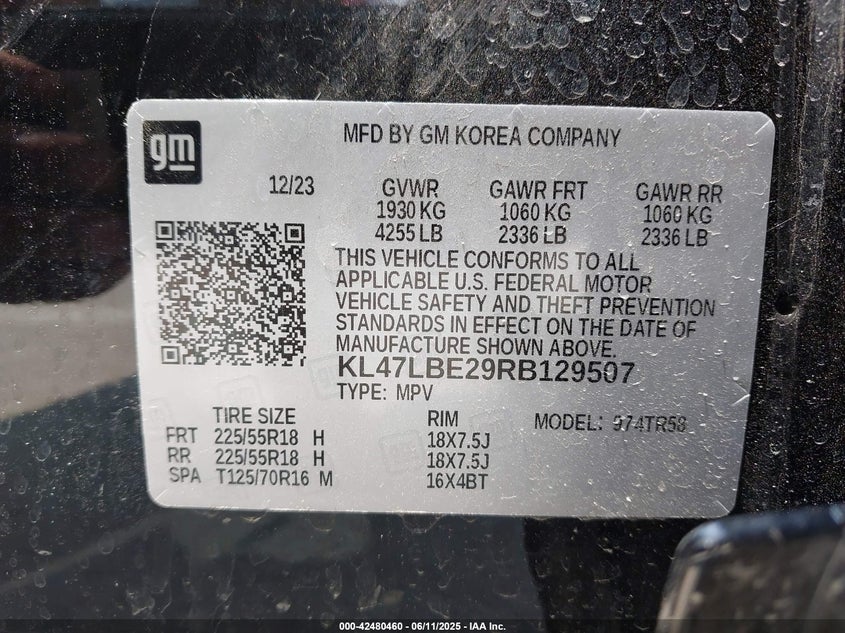 gm
MFD BY GM KOREA COMPANY
12/23 GVWR GAWR FRT GAWR RR
1930 KG 1060 KG 1060 KG
4255 LB 2336 LB 2336 LB
THIS VEHICLE CONFORMS TO ALL
APPLICABLE U.S. FEDERAL MOTOR
VEHICLE SAFETY AND THEFT PREVENTION
STANDARDS IN EFFECT ON THE DATE OF
MANUFACTURE SHOWN ABOVE.
KL47LBE29RB129507
TYPE: MPV
TIRE SIZE RIM MODEL:
FRT 225/55R18 H 18X7.5J
RR 225/55R18 H 18X7.5J
SPA T125/70R16 M 16X4BT
000-42480460 - 06/11/2025 - IAA Inc.